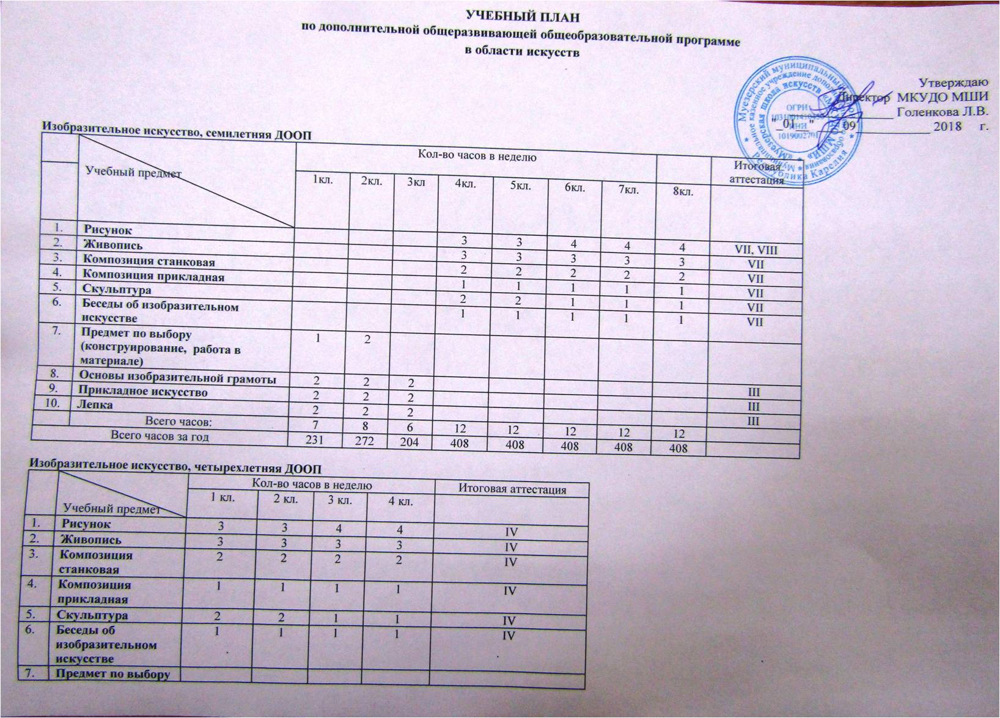 УЧЕБНЫЙ ПЛАН
по дополнительной общеразвивающей общеобразовательной программе
в области искусств
Утверждаю
Директор МКУДО МШИ
Голенкова Л.В.
" 01 " 09 2018 г.
Муезерский муниципальный
Муниципальное казенное учреждение дополнительного образования
«Муезерская школа искусств «МШИ»
Республика Карелия
ОГРН
ИНН
Изобразительное искусство, семилетняя ДООП
Учебный предмет Кол-во часов в неделю Итоговая аттестация
1кл. 2кл. 3кл 4кл. 5кл. 6кл. 7кл. 8кл.
1. Рисунок 3 3 4 4 4 VII, VIII
2. Живопись 3 3 3 3 3 VII
3. Композиция станковая 2 2 2 2 2 VII
4. Композиция прикладная 1 1 1 1 1 VII
5. Скульптура 2 2 1 1 1 VII
6. Беседы об изобразительном 1 1 1 1 1 VII
искусстве
7. Предмет по выбору 1 2
(конструирование, работа в
материале)
8. Основы изобразительной грамоты 2 2 2 III
9. Прикладное искусство 2 2 2 III
10. Лепка 2 2 2 III
Всего часов: 7 8 6 12 12 12 12 12
Всего часов за год 231 272 204 408 408 408 408 408
Изобразительное искусство, четырехлетняя ДООП
Учебный предмет Кол-во часов в неделю Итоговая аттестация
1 кл. 2 кл. 3 кл. 4 кл.
1. Рисунок 3 3 4 4 IV
2. Живопись 3 3 3 3 IV
3. Композиция 2 2 2 2 IV
станковая
4. Композиция 1 1 1 1 IV
прикладная
5. Скульптура 2 2 1 1 IV
6. Беседы об 1 1 1 1 IV
изобразительном
искусстве
7. Предмет по выбору